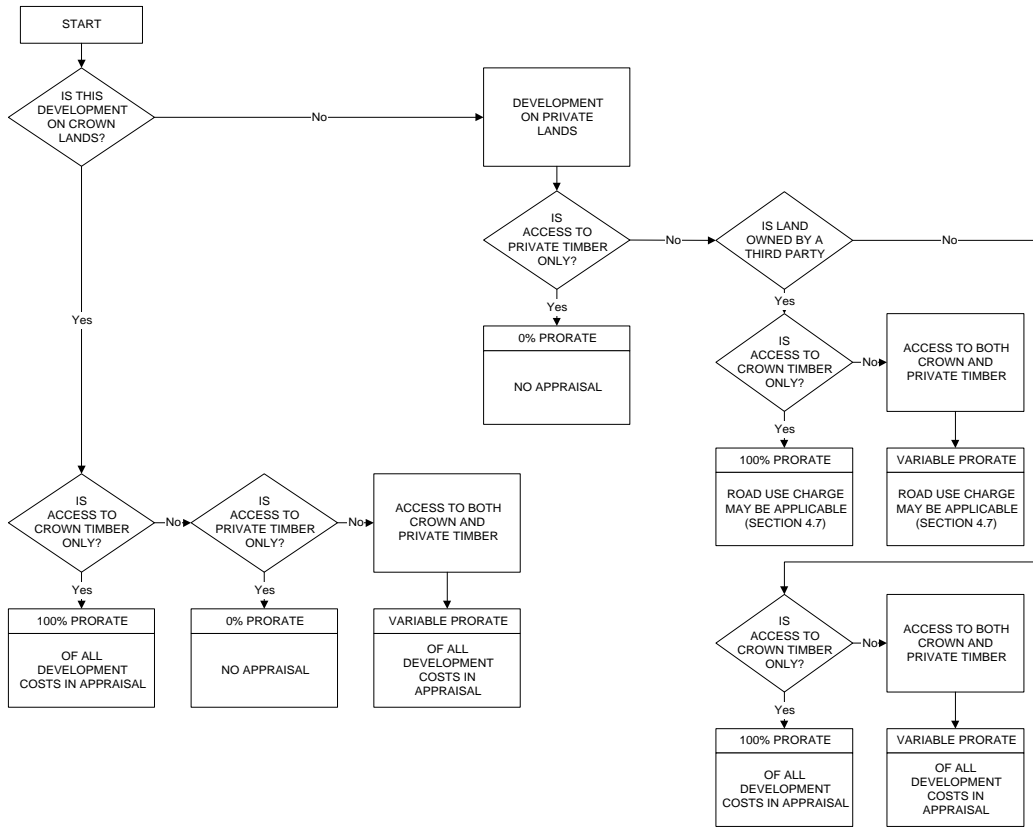 START
IS THIS
DEVELOPMENT
ON CROWN
LANDS?
No
DEVELOPMENT
ON PRIVATE
LANDS
IS
ACCESS TO
PRIVATE TIMBER
ONLY?
No
IS LAND
OWNED BY A
THIRD PARTY
No
Yes
Yes
Yes
0% PRORATE
NO APPRAISAL
IS
ACCESS TO
CROWN TIMBER
ONLY?
No
ACCESS TO BOTH
CROWN AND
PRIVATE TIMBER
Yes
100% PRORATE
ROAD USE CHARGE
MAY BE APPLICABLE
(SECTION 4.7)
VARIABLE PRORATE
ROAD USE CHARGE
MAY BE APPLICABLE
(SECTION 4.7)
IS
ACCESS TO
CROWN TIMBER
ONLY?
No
IS
ACCESS TO
PRIVATE TIMBER
ONLY?
No
ACCESS TO BOTH
CROWN AND
PRIVATE TIMBER
Yes
Yes
100% PRORATE
OF ALL
DEVELOPMENT
COSTS IN APPRAISAL
0% PRORATE
NO APPRAISAL
VARIABLE PRORATE
OF ALL
DEVELOPMENT
COSTS IN
APPRAISAL
IS
ACCESS TO
CROWN TIMBER
ONLY?
No
ACCESS TO BOTH
CROWN AND
PRIVATE TIMBER
Yes
100% PRORATE
OF ALL
DEVELOPMENT
COSTS IN APPRAISAL
VARIABLE PRORATE
OF ALL
DEVELOPMENT
COSTS IN
APPRAISAL